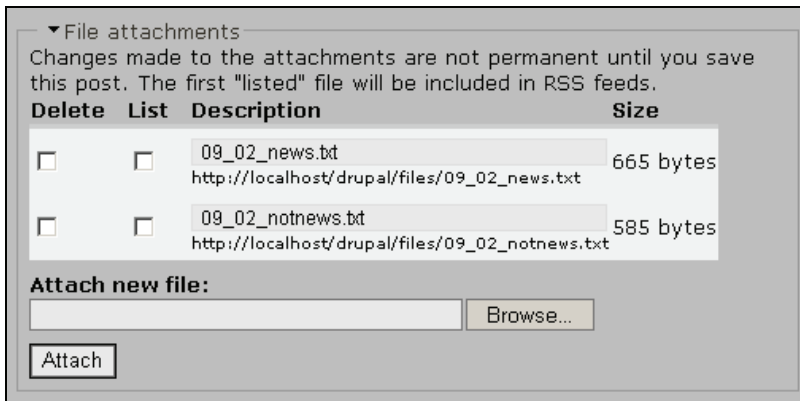 File attachments
Changes made to the attachments are not permanent until you save
this post. The first "listed" file will be included in RSS feeds.
Delete List Description Size
09_02_news.txt
http://localhost/drupal/files/09_02_news.txt
665 bytes
09_02_notnews.txt
http://localhost/drupal/files/09_02_notnews.txt
585 bytes
Attach new file:
Browse...
Attach